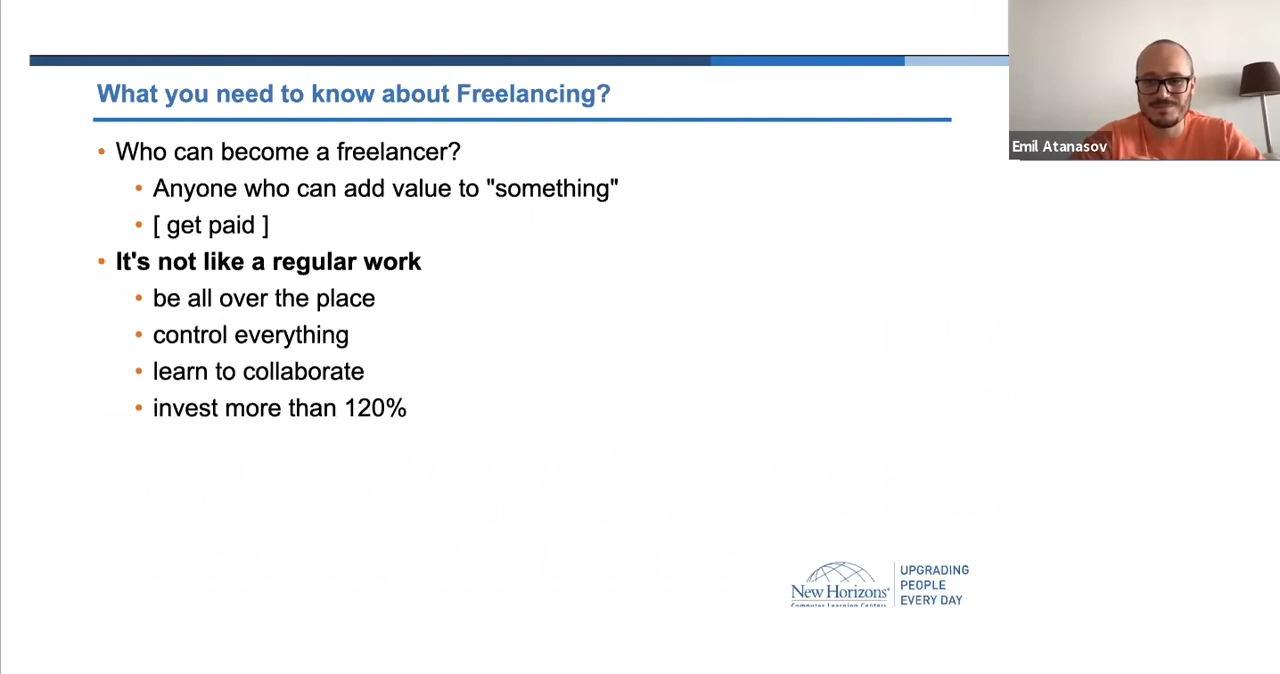 What you need to know about Freelancing?
• Who can become a freelancer?
• Anyone who can add value to "something"
• [ get paid ]
• It's not like a regular work
• be all over the place
• control everything
• learn to collaborate
• invest more than 120%
Emil Atanasov
New Horizons®
Computer Learning Centers
UPGRADING
PEOPLE
EVERY DAY